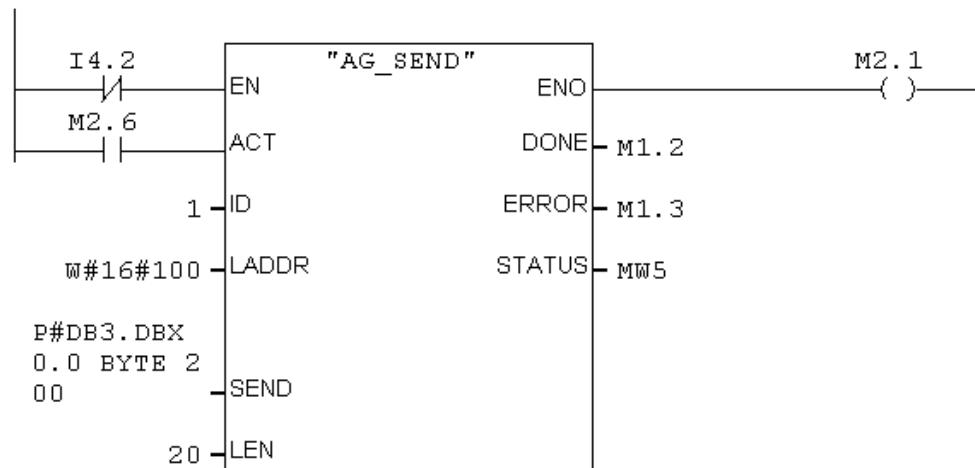 I4.2
"AG_SEND"
M2.1
EN
ENO
M2.6
ACT
DONE
M1.2
1
ID
ERROR
M1.3
W#16#100
LADDR
STATUS
MW5
P#DB3.DBX
0.0 BYTE 2
00
SEND
20
LEN